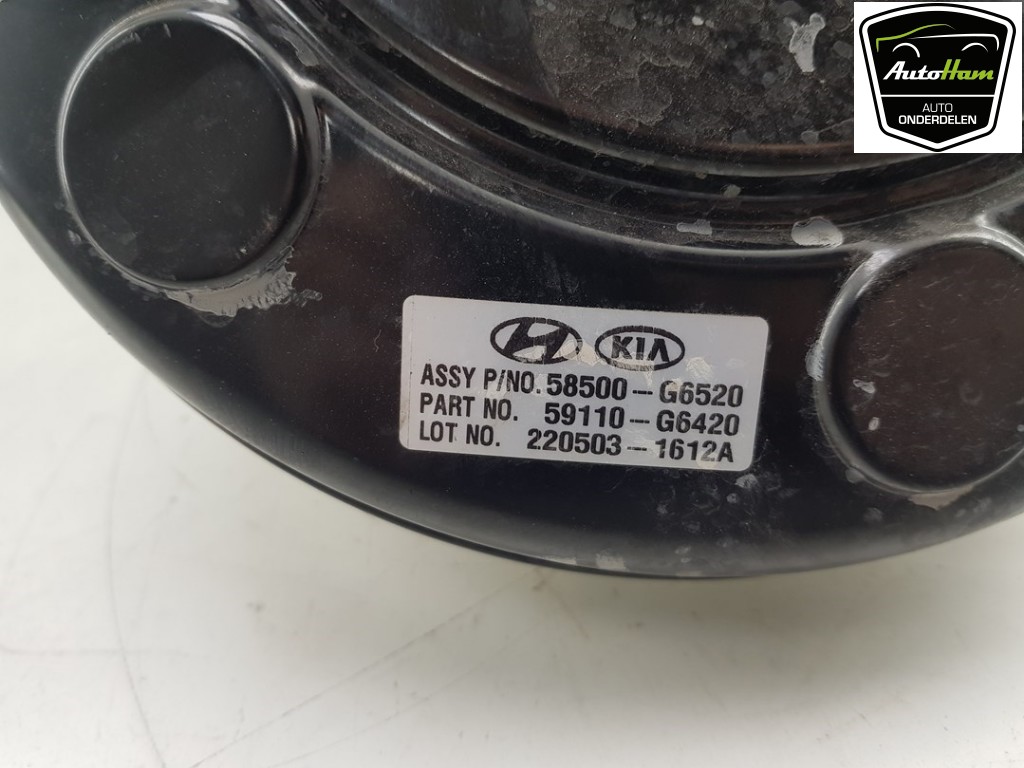 AutoHam
AUTO
ONDERDELEN
KIA
ASSY P/NO. 58500-G6520
PART NO. 59110-G6420
LOT NO. 220503-1612A